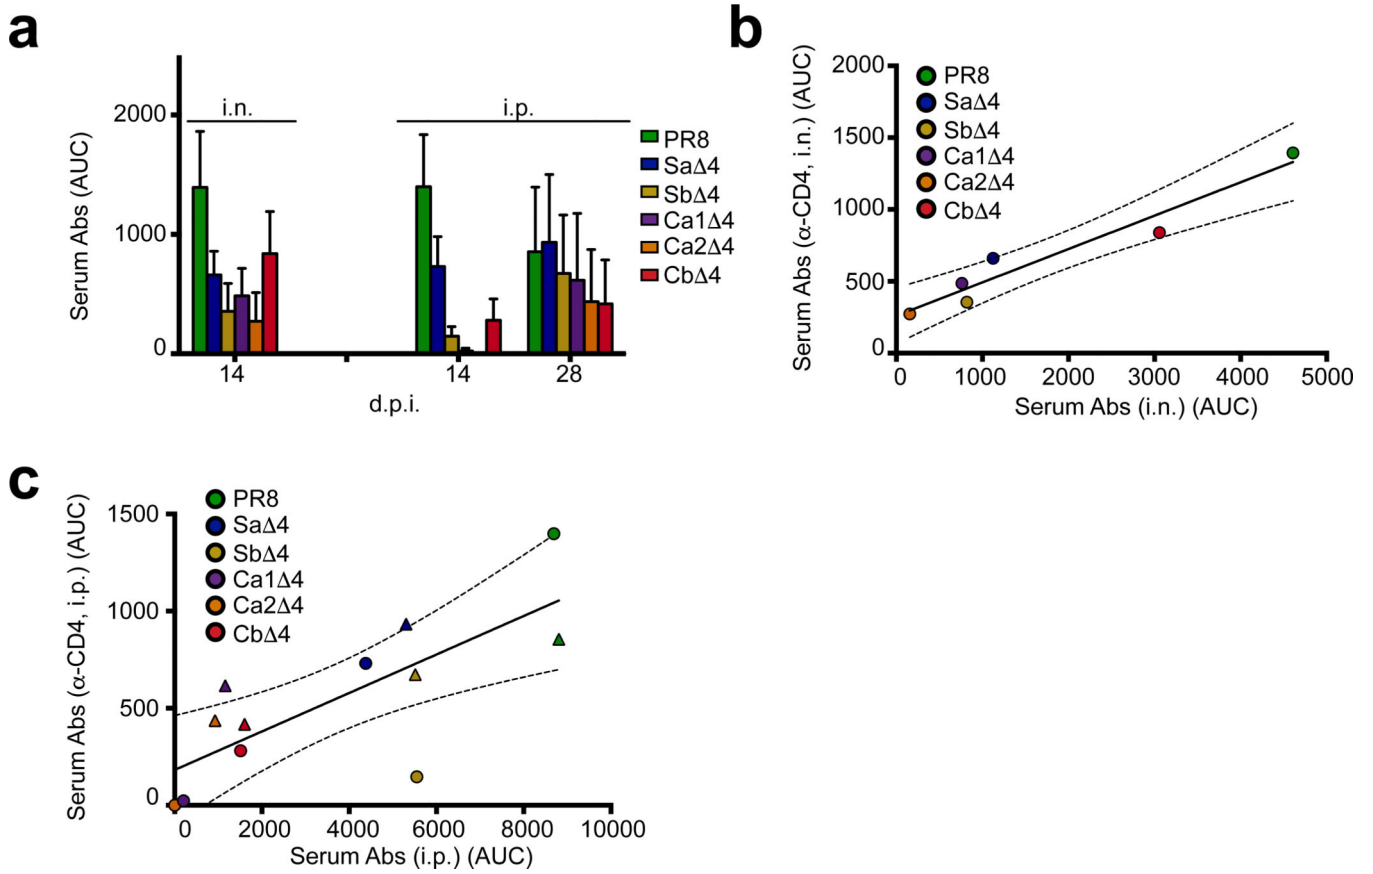 a
Serum Abs (AUC)
2000
1000
0
i.n.
i.p.
14
14
28
d.p.i.
PR8
SaΔ4
SbΔ4
Ca1Δ4
Ca2Δ4
CbΔ4
b
Serum Abs (α-CD4, i.n.) (AUC)
2000
1500
1000
500
0
PR8
SaΔ4
SbΔ4
Ca1Δ4
Ca2Δ4
CbΔ4
0
1000
2000
3000
4000
5000
Serum Abs (i.n.) (AUC)
c
Serum Abs (α-CD4, i.p.) (AUC)
1500
1000
500
0
PR8
SaΔ4
SbΔ4
Ca1Δ4
Ca2Δ4
CbΔ4
0
2000
4000
6000
8000
10000
Serum Abs (i.p.) (AUC)